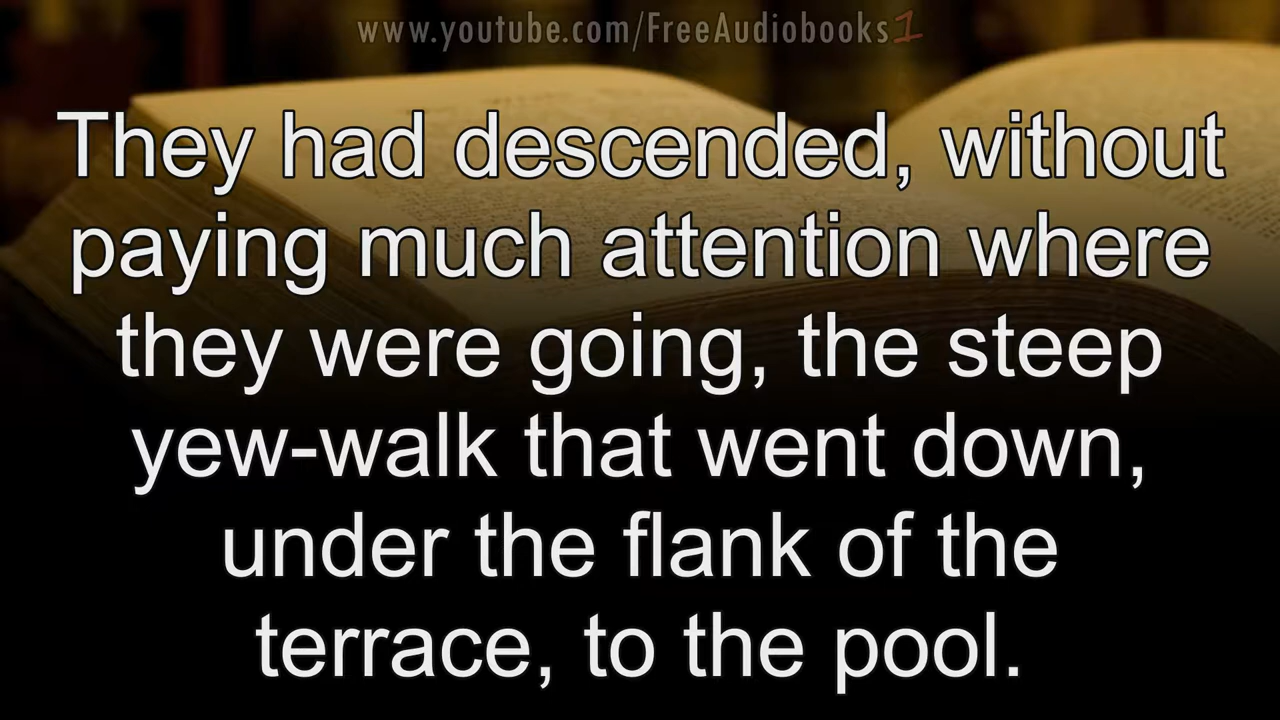 www.youtube.com/FreeAudiobooks1
They had descended, without
paying much attention where
they were going, the steep
yew-walk that went down,
under the flank of the
terrace, to the pool.